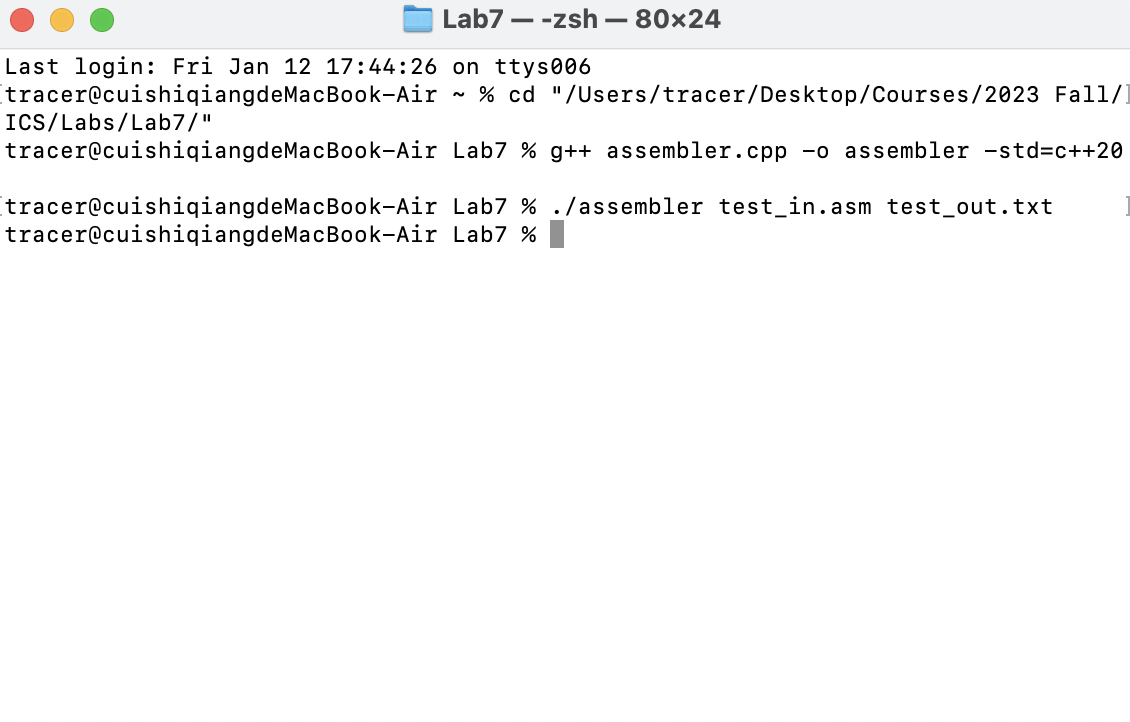 Lab7 — -zsh — 80×24
Last login: Fri Jan 12 17:44:26 on ttys006
[tracer@cuishiqiangdeMacBook-Air ~ % cd "/Users/tracer/Desktop/Courses/2023 Fall/]
ICS/Labs/Lab7/"
tracer@cuishiqiangdeMacBook-Air Lab7 % g++ assembler.cpp -o assembler -std=c++20
[tracer@cuishiqiangdeMacBook-Air Lab7 % ./assembler test_in.asm test_out.txt ]
tracer@cuishiqiangdeMacBook-Air Lab7 %